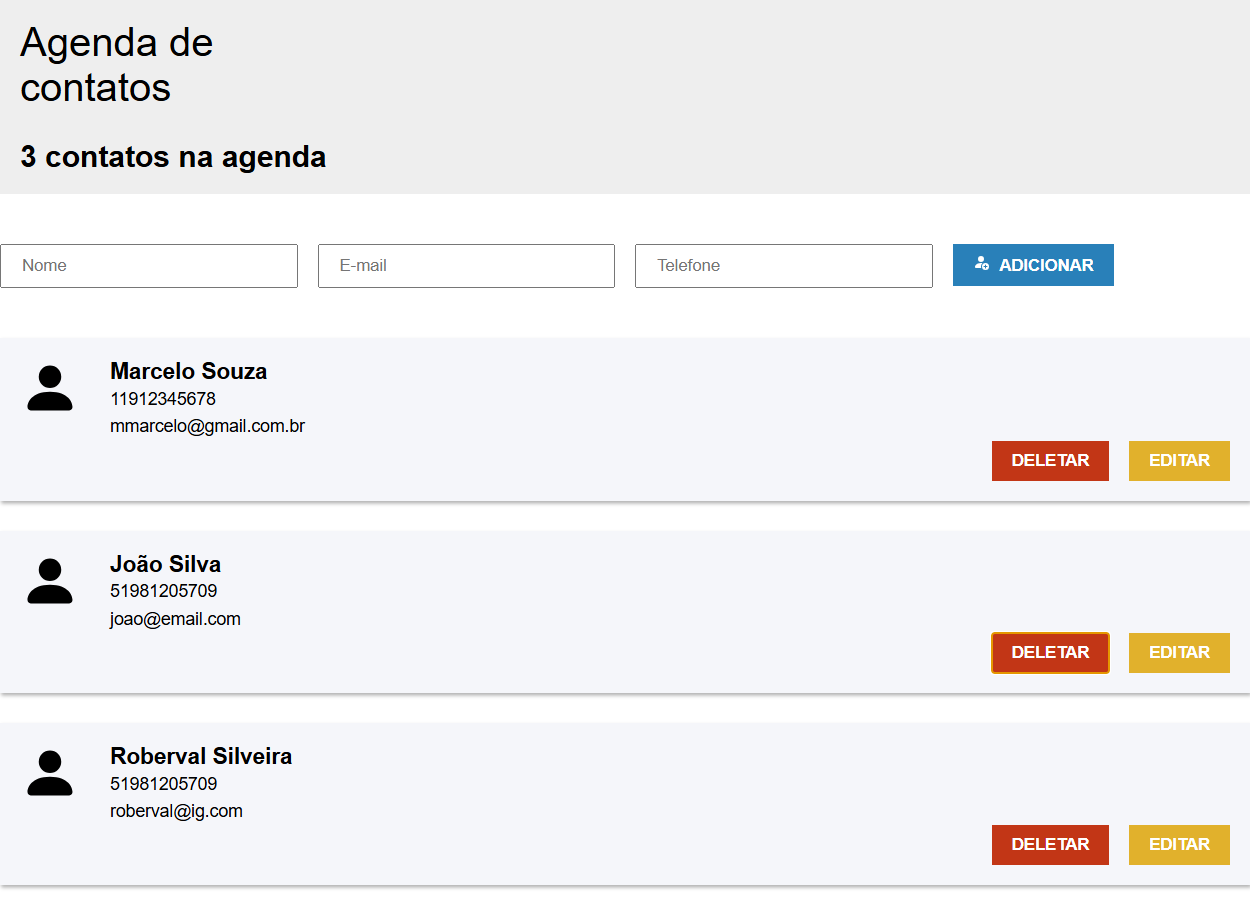 Agenda de
contatos
3 contatos na agenda
Nome
E-mail
Telefone
ADICIONAR
Marcelo Souza
11912345678
mmarcelo@gmail.com.br
DELETAR
EDITAR
João Silva
51981205709
joao@email.com
DELETAR
EDITAR
Roberval Silveira
51981205709
roberval@ig.com
DELETAR
EDITAR